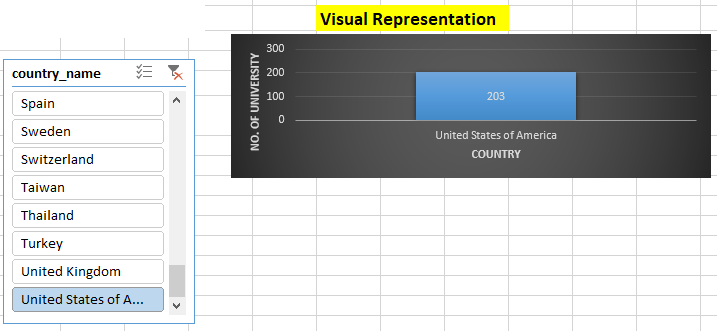 Visual Representation
country_name
Spain
Sweden
Switzerland
Taiwan
Thailand
Turkey
United Kingdom
United States of A...
NO. OF UNIVERSITY
300
200
100
0
203
United States of America
COUNTRY